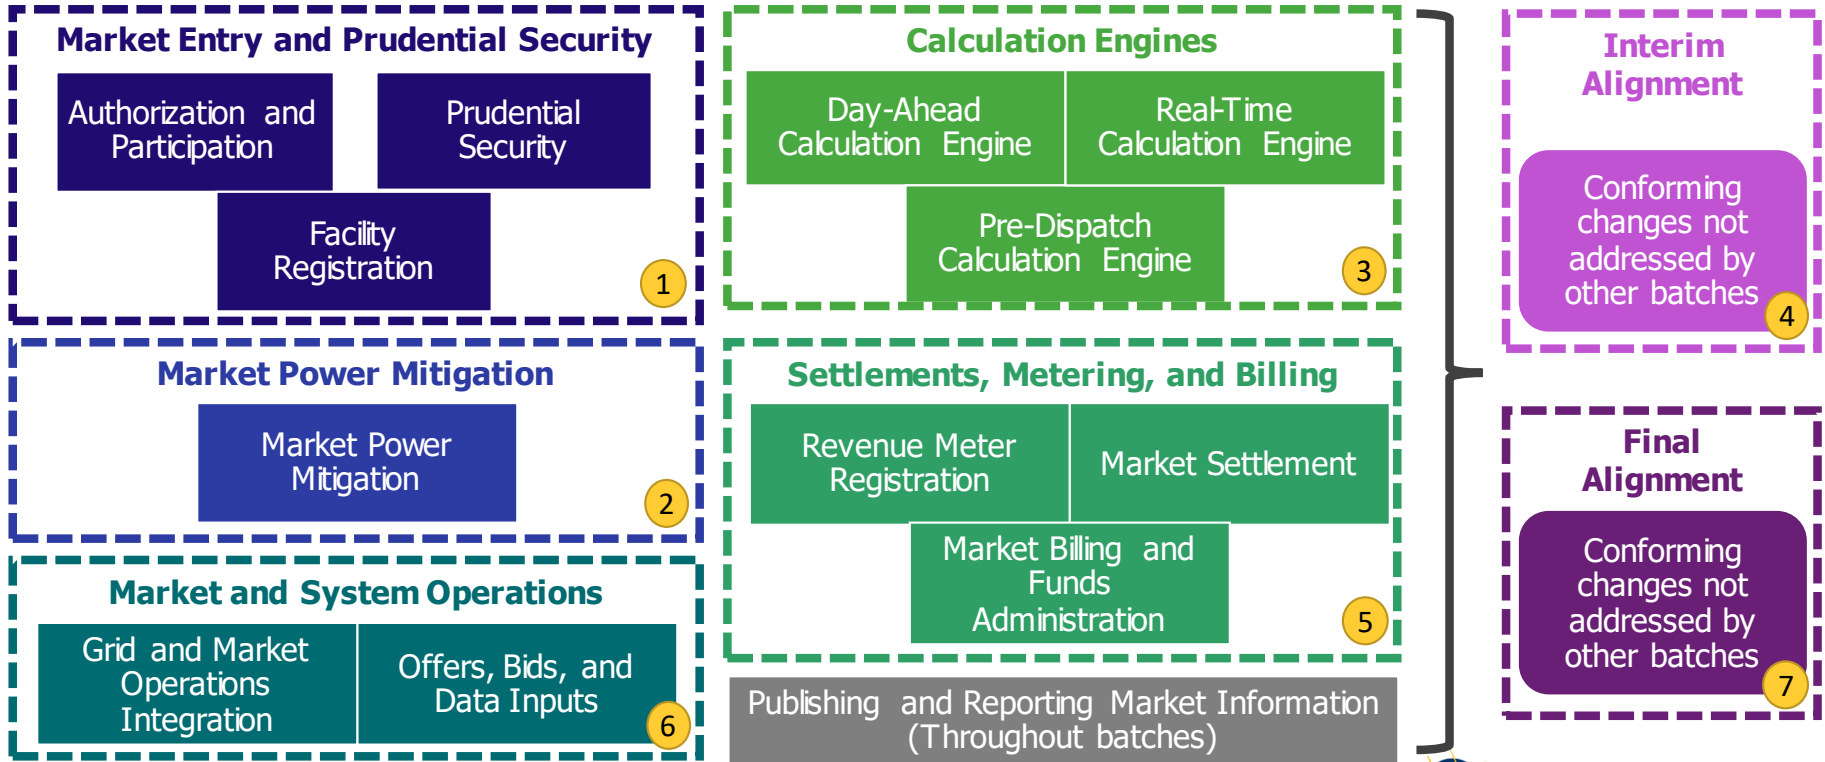 Market Entry and Prudential Security
Authorization and
Participation
Prudential
Security
Facility
Registration
1
Market Power Mitigation
Market Power
Mitigation
2
Market and System Operations
Grid and Market
Operations
Integration
Offers, Bids, and
Data Inputs
6
Calculation Engines
Day-Ahead
Calculation Engine
Real-Time
Calculation Engine
Pre-Dispatch
Calculation Engine
3
Settlements, Metering, and Billing
Revenue Meter
Registration
Market Settlement
Market Billing and
Funds
Administration
5
Publishing and Reporting Market Information
(Throughout batches)
Interim
Alignment
Conforming
changes not
addressed by
other batches
4
Final
Alignment
Conforming
changes not
addressed by
other batches
7